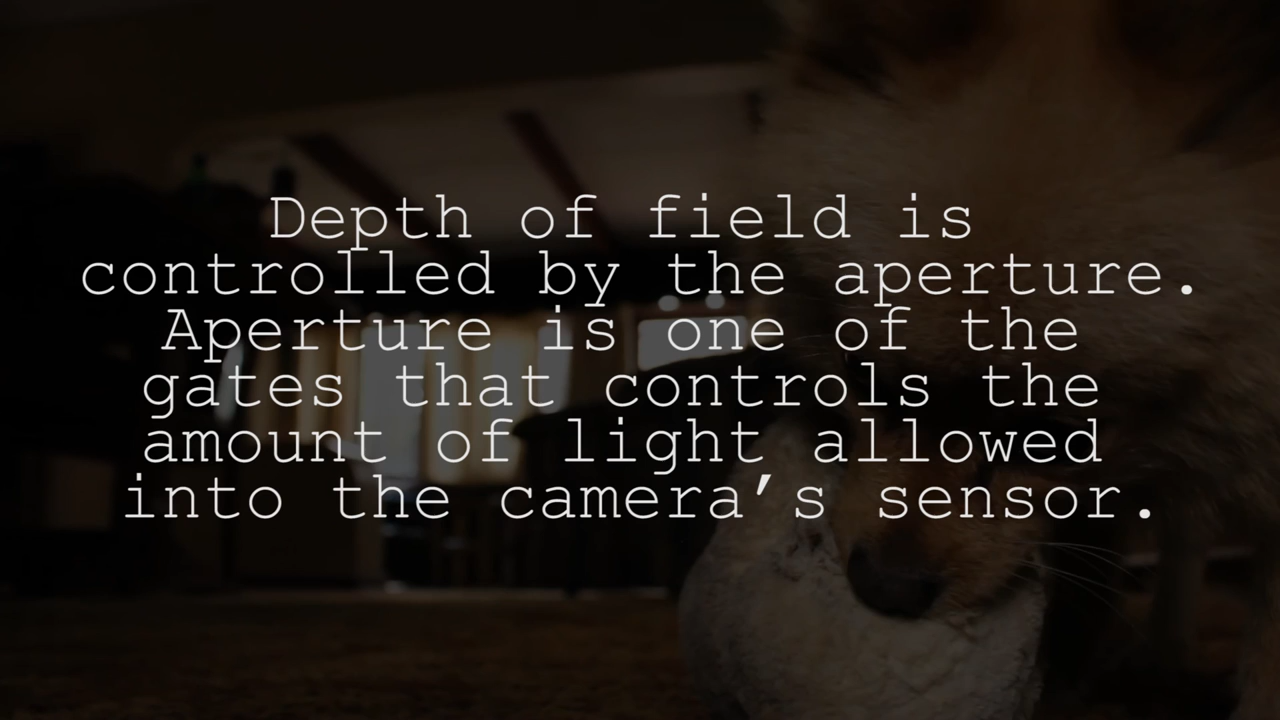 Depth of field is
controlled by the aperture.
Aperture is one of the
gates that controls the
amount of light allowed
into the camera’s sensor.